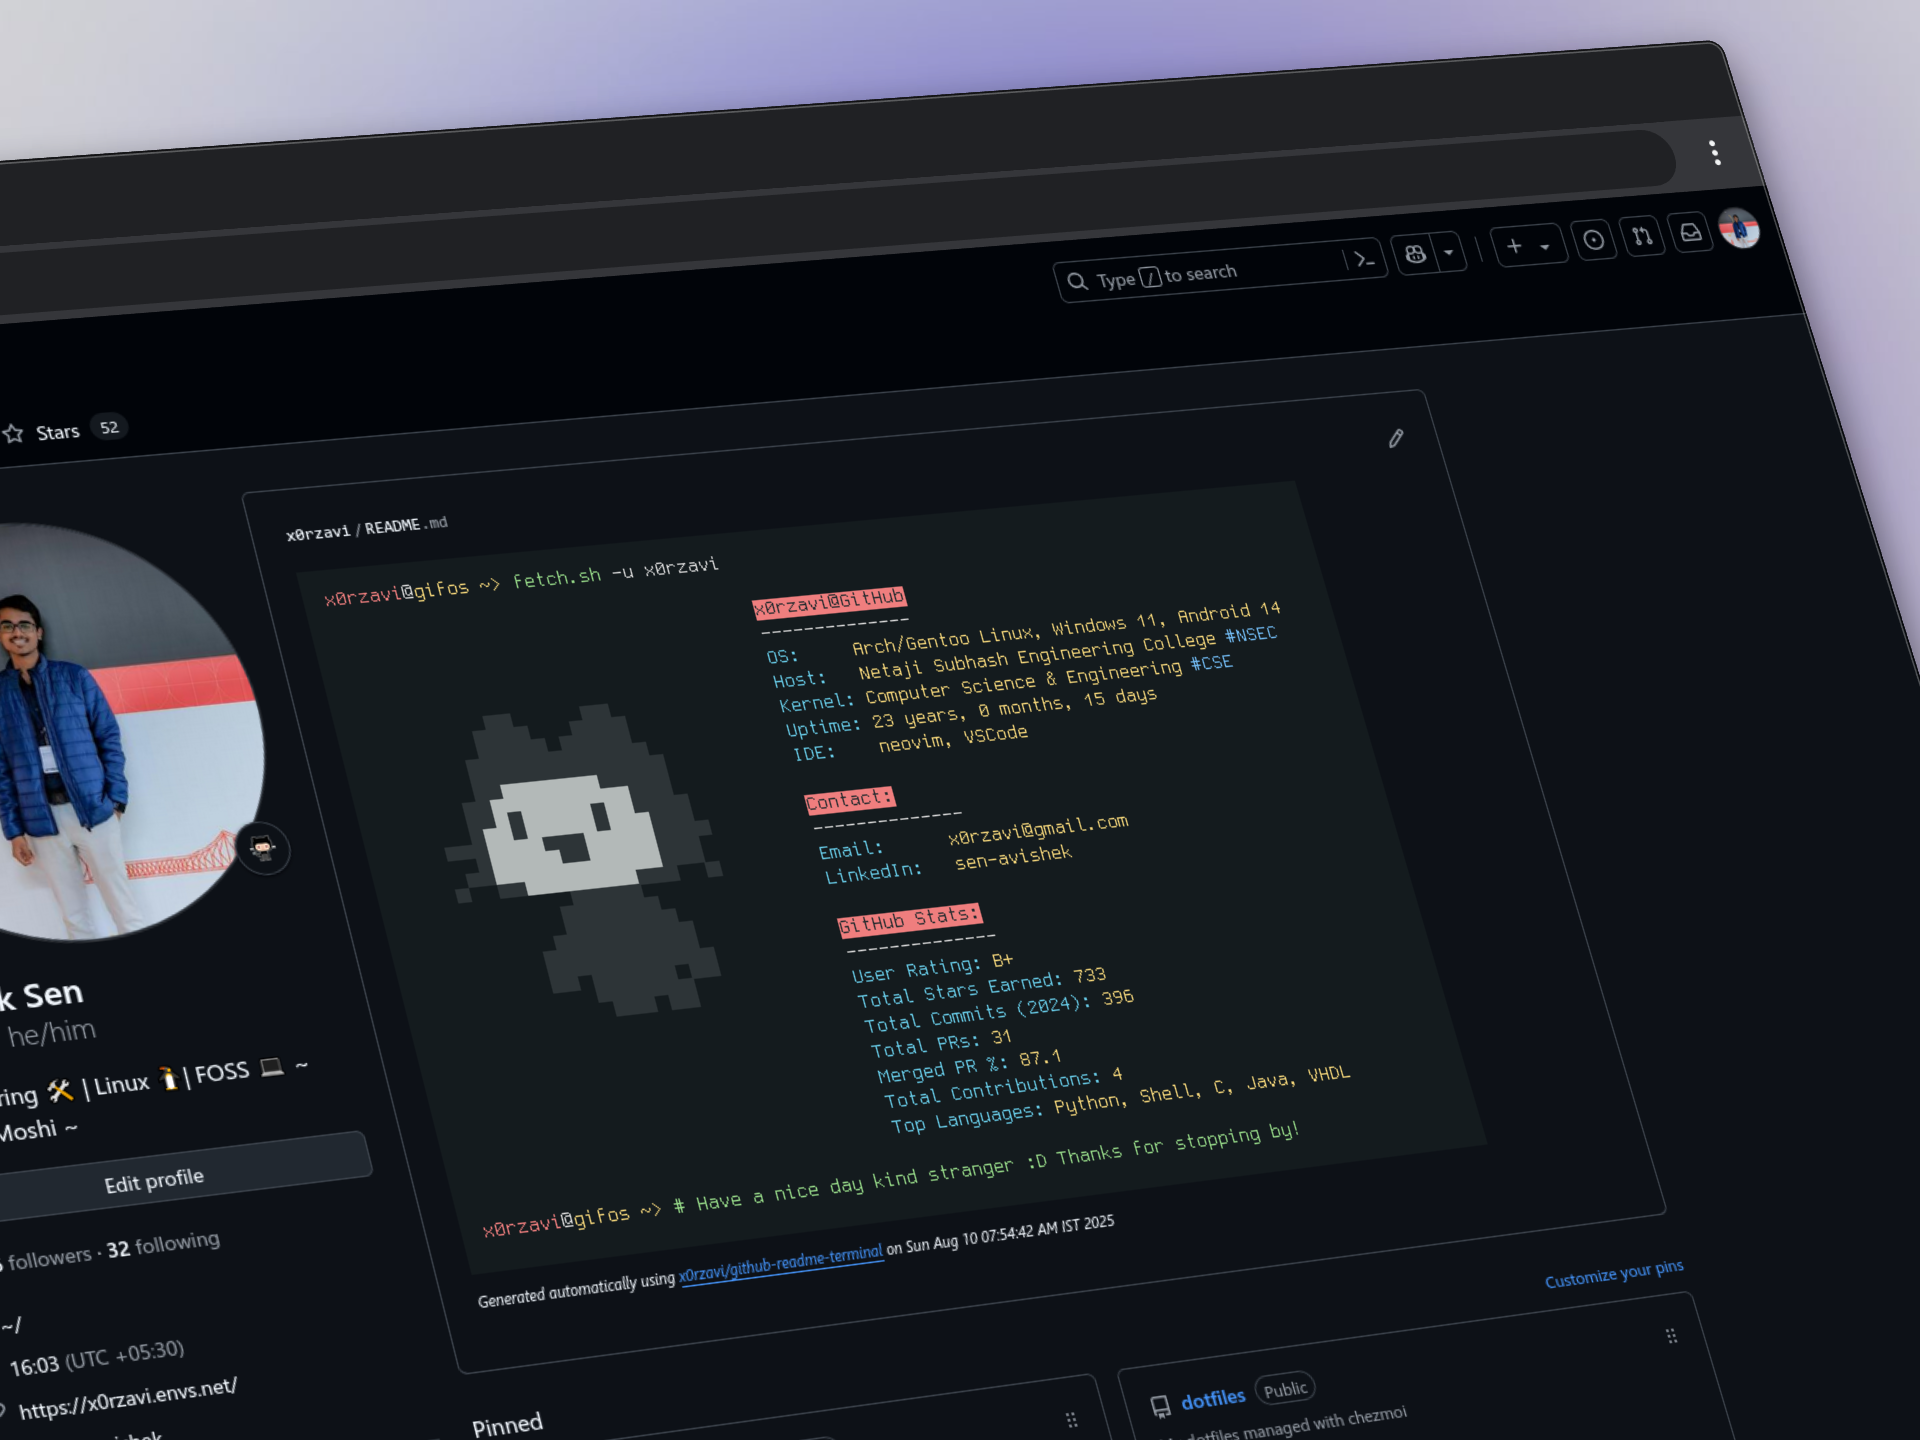 Type / to search
Stars 52
x0rzavi / README.md
x0rzavi@gifos ~> fetch.sh -u x0rzavi
x0rzavi@GitHub
--------------
OS: Arch/Gentoo Linux, Windows 11, Android 14
Host: Netaji Subhash Engineering College #NSEC
Kernel: Computer Science & Engineering #CSE
Uptime: 23 years, 0 months, 15 days
IDE: neovim, VSCode
Contact:
--------------
Email: x0rzavi@gmail.com
LinkedIn: sen-avishek
GitHub Stats:
--------------
User Rating: B+
Total Stars Earned: 733
Total Commits (2024): 396
Total PRs: 31
Merged PR %: 87.1
Total Contributions: 4
Top Languages: Python, Shell, C, Java, VHDL
x0rzavi@gifos ~> # Have a nice day kind stranger :D Thanks for stopping by!
Generated automatically using x0rzavi/github-readme-terminal on Sun Aug 10 07:54:42 AM IST 2025
k Sen
he/him
ring 🛠 | Linux 🐧 | FOSS 💻 ~
Moshi ~
Edit profile
followers · 32 following
~/
16:03 (UTC +05:30)
https://x0rzavi.envs.net/
Customize your pins
Pinned
dotfiles Public
dotfiles managed with chezmoi